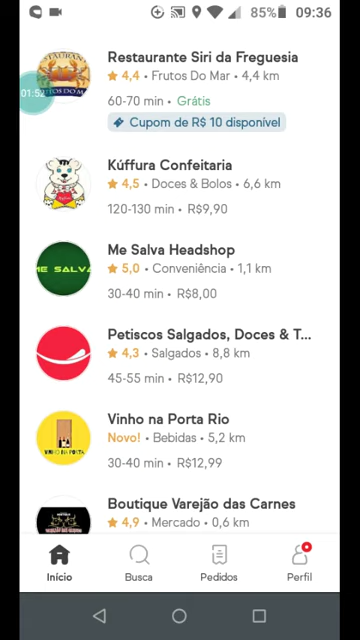 85% 09:36
Restaurante Siri da Freguesia
4,4 • Frutos Do Mar • 4,4 km
60-70 min • Grátis
Cupom de R$ 10 disponível
01:52
Kúffura Confeitaria
4,5 • Doces & Bolos • 6,6 km
120-130 min • R$9,90
ME SALVA
Me Salva Headshop
5,0 • Conveniência • 1,1 km
30-40 min • R$8,00
Petiscos Salgados, Doces & T...
4,3 • Salgados • 8,8 km
45-55 min • R$12,90
VINHO NA PORTA
Vinho na Porta Rio
Novo! • Bebidas • 5,2 km
30-40 min • R$12,99
Boutique Varejão das Carnes
4,9 • Mercado • 0,6 km
Início Busca Pedidos Perfil